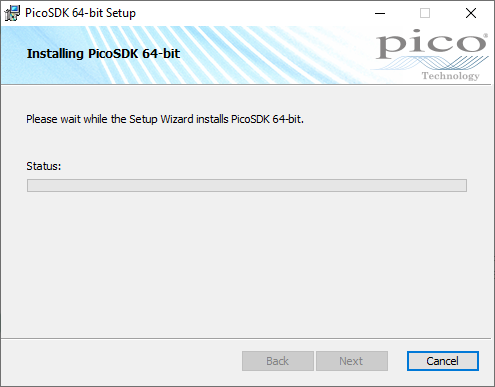 PicoSDK 64-bit Setup
Installing PicoSDK 64-bit
pico®
Technology
Please wait while the Setup Wizard installs PicoSDK 64-bit.
Status:
Back
Next
Cancel